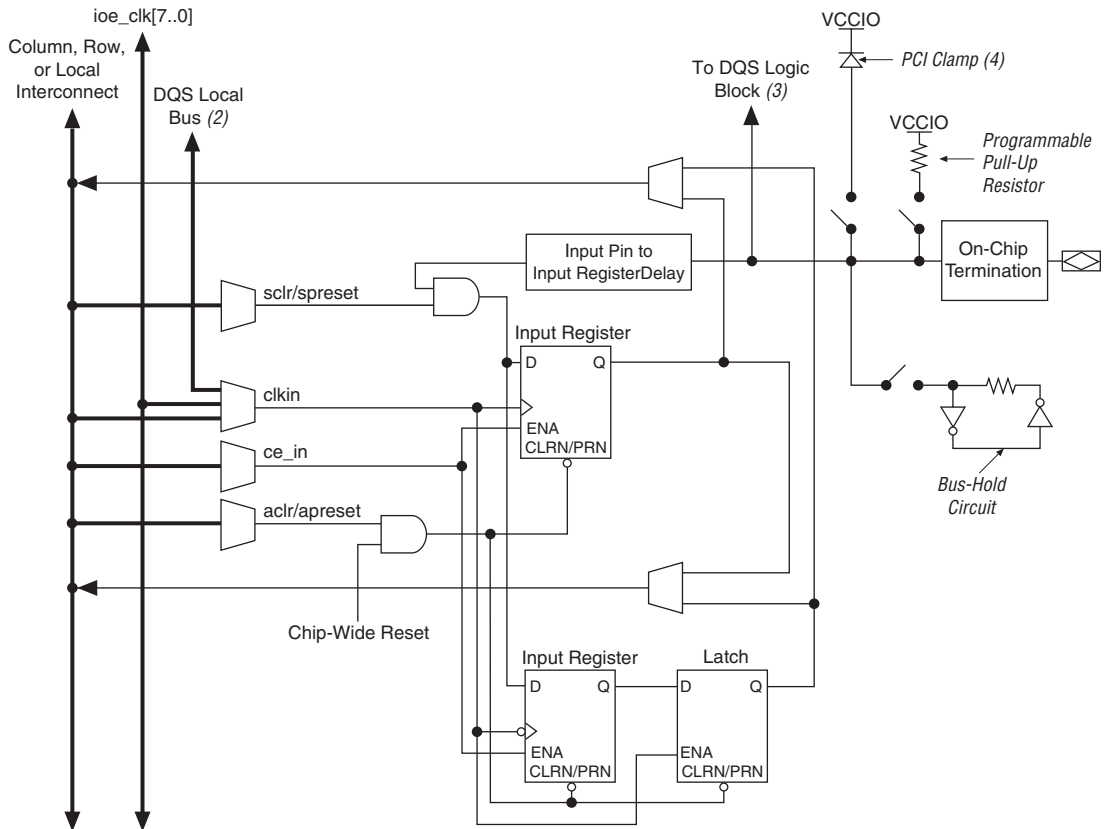 ioe_clk[7..0]
Column, Row,
or Local
Interconnect
DQS Local
Bus (2)
To DQS Logic
Block (3)
VCCIO
PCI Clamp (4)
VCCIO
Programmable
Pull-Up
Resistor
Input Pin to
Input RegisterDelay
On-Chip
Termination
sclr/spreset
Input Register
D
Q
clkin
ENA
CLRN/PRN
ce_in
aclr/apreset
Bus-Hold
Circuit
Chip-Wide Reset
Input Register
D
Q
ENA
CLRN/PRN
Latch
D
Q
ENA
CLRN/PRN